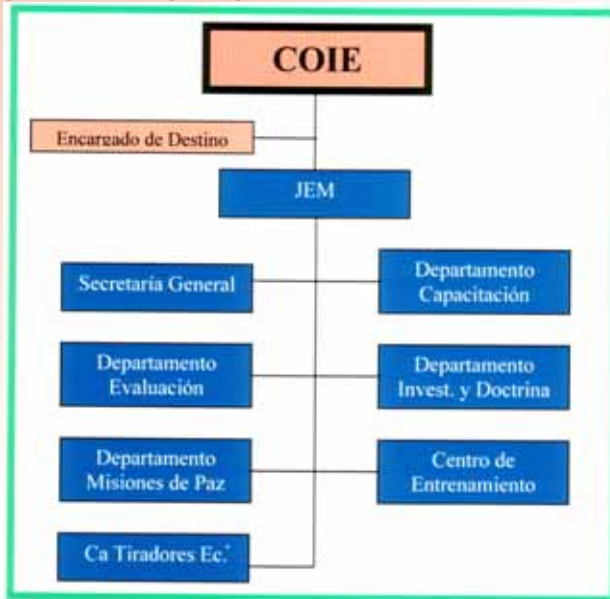 COIE
Encargado de Destino
JEM
Secretaría General
Departamento
Capacitación
Departamento
Evaluación
Departamento
Invest. y Doctrina
Departamento
Misiones de Paz
Centro de
Entrenamiento
Ca Tiradores Ec.*